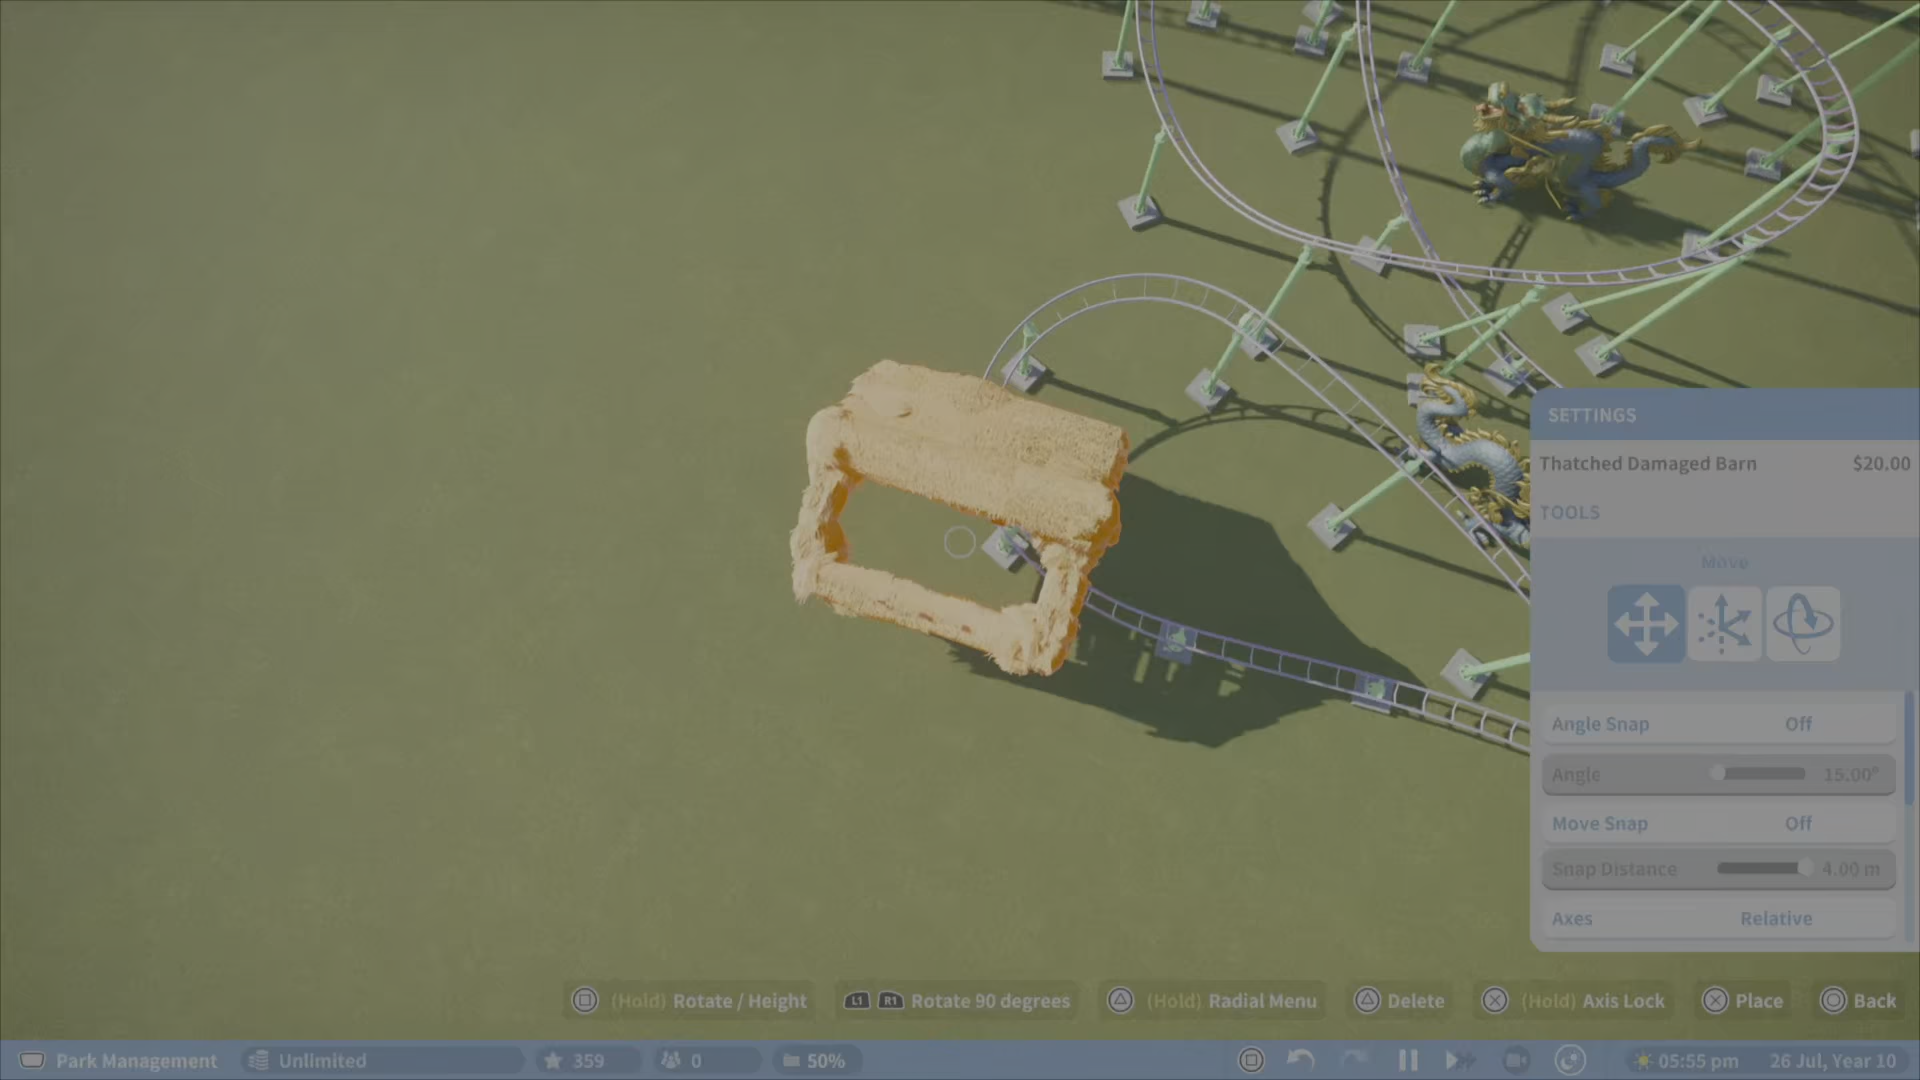 SETTINGS
Thatched Damaged Barn $20.00
TOOLS
Move
Angle Snap Off
Angle 15.00°
Move Snap Off
Snap Distance 4.00 m
Axes Relative
(Hold) Rotate / Height L1 R1 Rotate 90 degrees (Hold) Radial Menu Delete (Hold) Axis Lock Place Back
Park Management Unlimited 359 0 50% 05:55 pm 26 Jul, Year 10